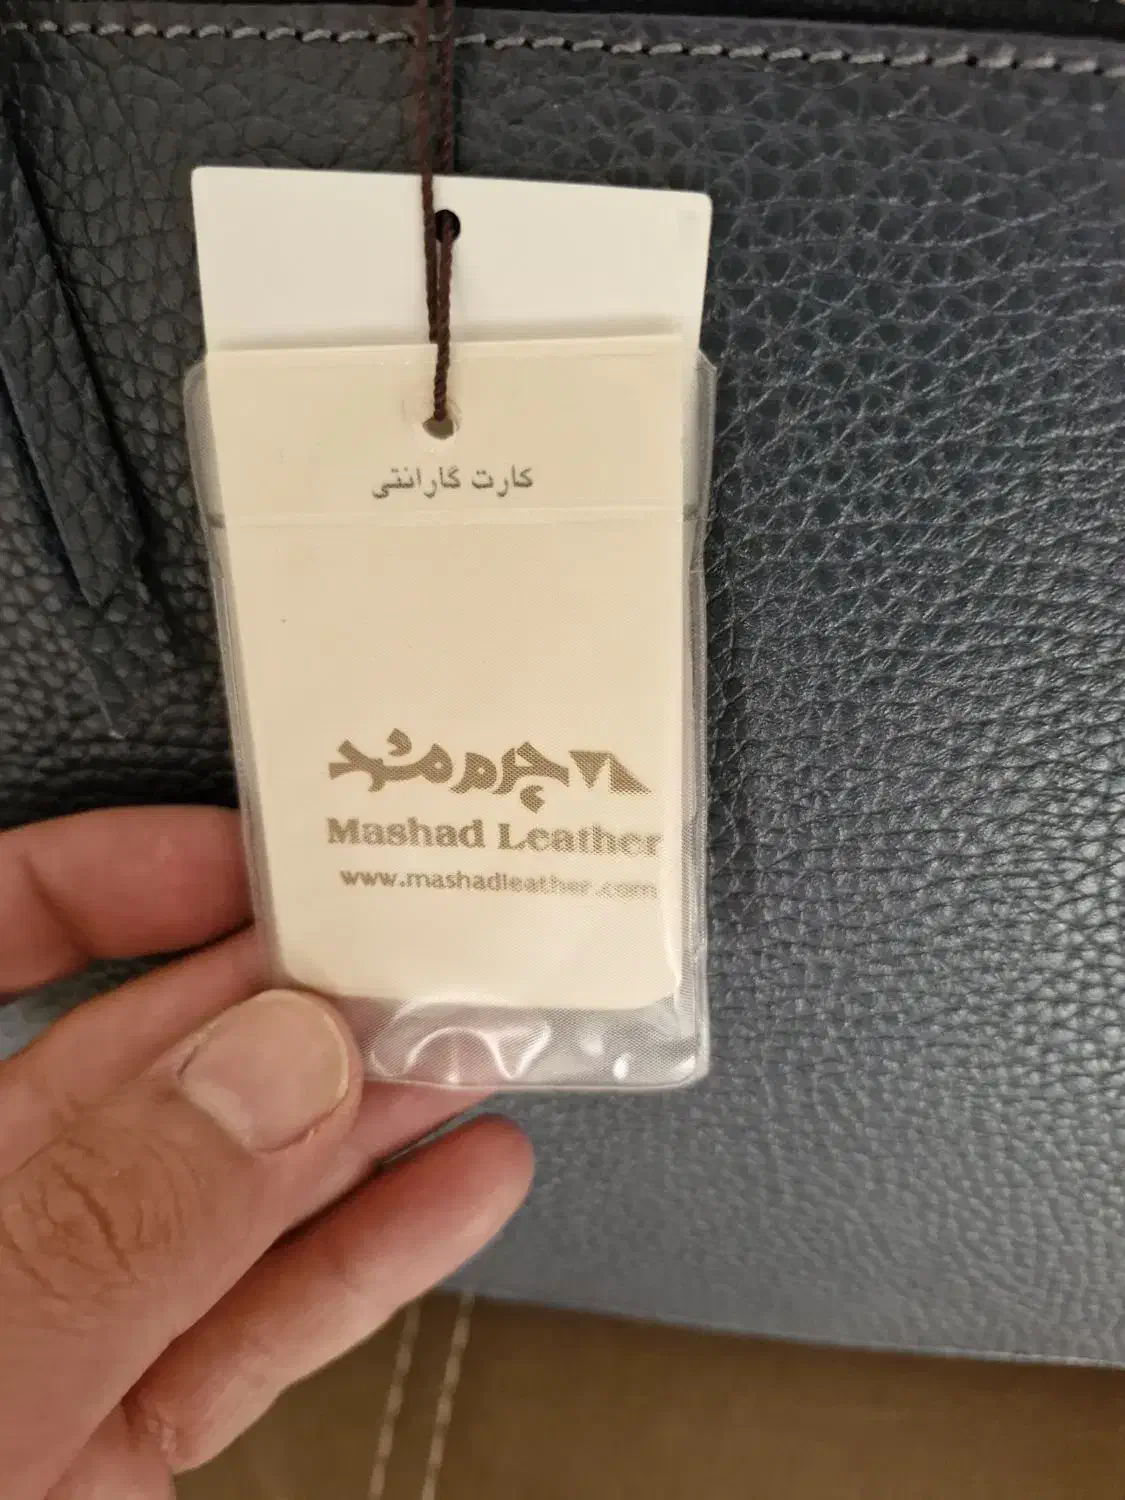 کارت گارانتی
چرم مشهد
Mashad Leather
www.mashadleather.com